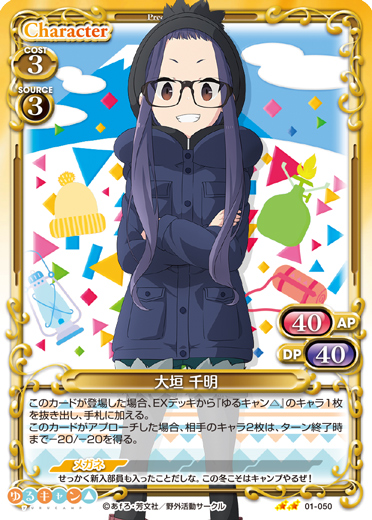 Character
COST
3
SOURCE
3
40 AP
DP 40
大垣 千明
このカードが登場した場合、EXデッキから『ゆるキャン△』のキャラ1枚
を抜き出し、手札に加える。
このカードがアプローチした場合、相手のキャラ2枚は、ターン終了時
まで-20/-20を得る。
メガネ
せっかく新入部員も入ったことだしな。この冬こそはキャンプやるぜ!
ゆるキャン△
©あfろ・芳文社/野外活動サークル
01-050